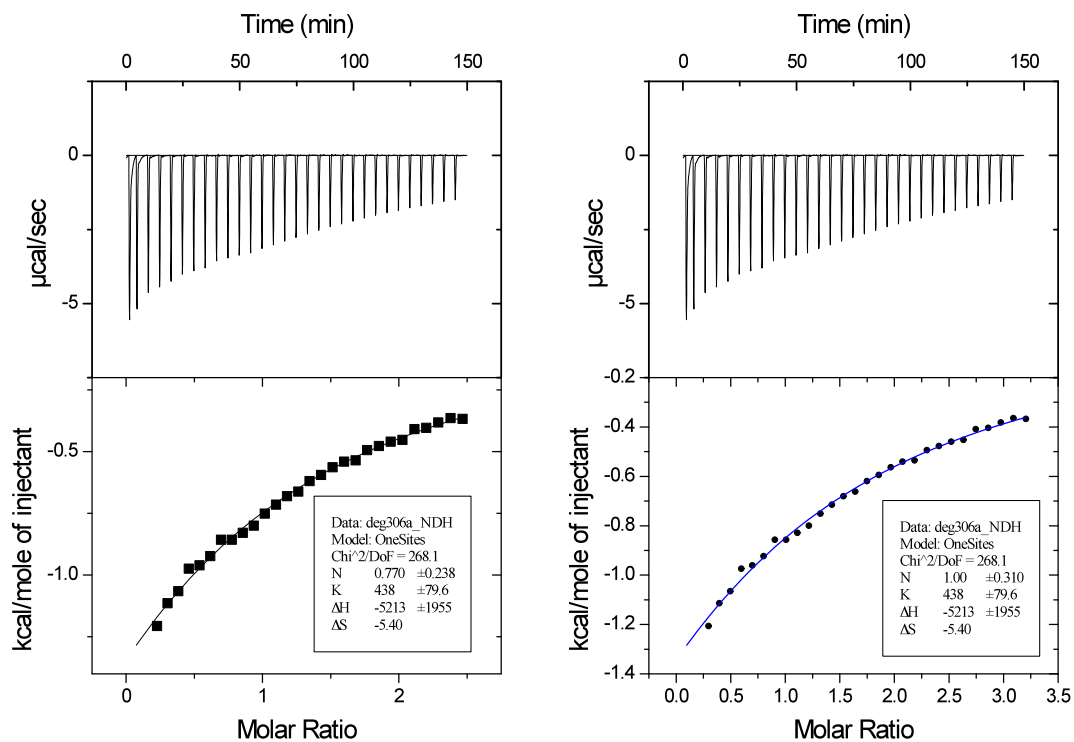 Time (min)
0 50 100 150
0
-5
µcal/sec
-0.5
-1.0
kcal/mole of injectant
Data: deg306a_NDH
Model: OneSites
Chi^2/DoF = 268.1
N 0.770 ±0.238
K 438 ±79.6
ΔH -5213 ±1955
ΔS -5.40
0 1 2
Molar Ratio
Time (min)
0 50 100 150
0
-5
µcal/sec
-0.2
-0.4
-0.6
-0.8
-1.0
-1.2
-1.4
kcal/mole of injectant
Data: deg306a_NDH
Model: OneSites
Chi^2/DoF = 268.1
N 1.00 ±0.310
K 438 ±79.6
ΔH -5213 ±1955
ΔS -5.40
0.0 0.5 1.0 1.5 2.0 2.5 3.0 3.5
Molar Ratio